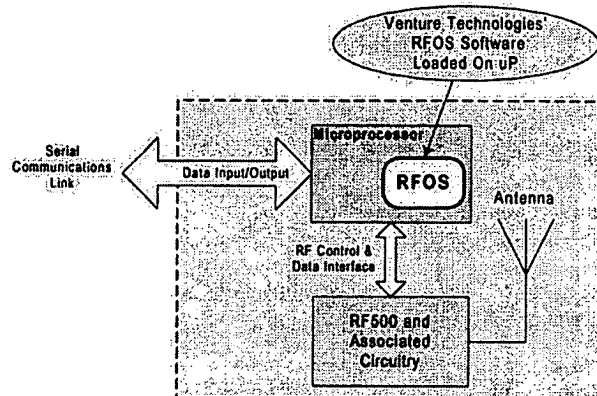 Venture Technologies'
RFOS Software
Loaded On uP
Microprocessor
Serial
Communications
Link
Data Input/Output
RFOS
Antenna
RF Control &
Data Interface
RF500 and
Associated
Circuitry